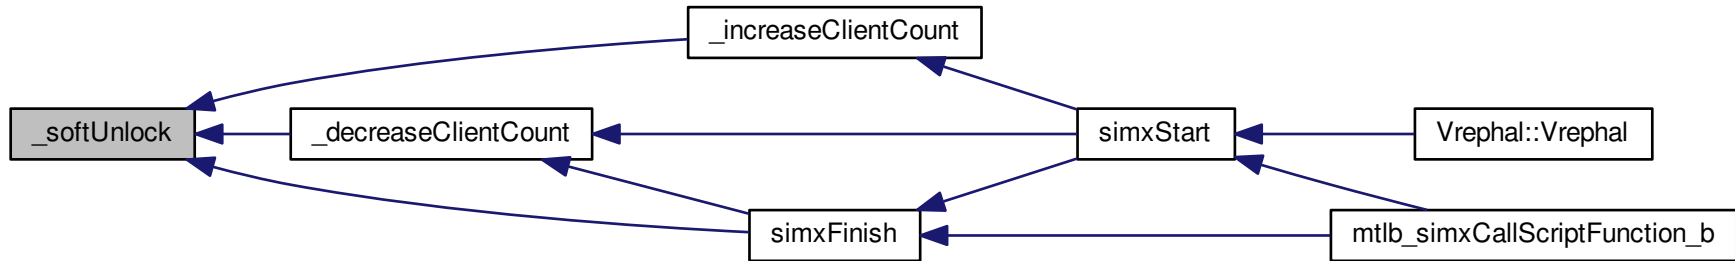 _increaseClientCount
_softUnlock
_decreaseClientCount
simxStart
Vrephal::Vrephal
simxFinish
mtlb_simxCallScriptFunction_b